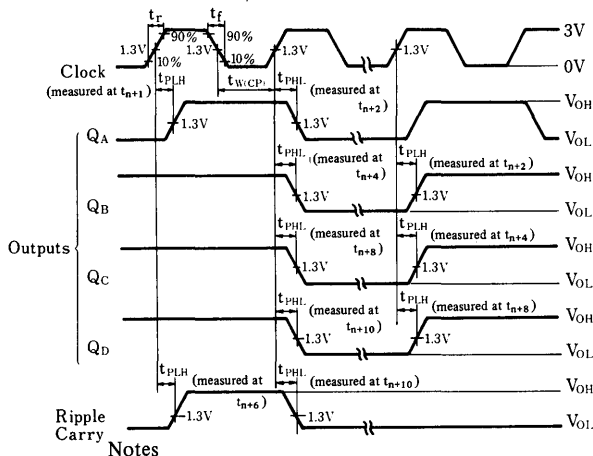 tr tf
90% 90% 3V
1.3V 1.3V 1.3V 1.3V
10% 10% 0V
Clock
(measured at tn+1) tPLH tW(CP) tPHL (measured at tn+2) VOH
QA 1.3V 1.3V VOL
tPHL (measured at tn+4) tPLH (measured at tn+2) VOH
QB 1.3V 1.3V VOL
Outputs
tPHL (measured at tn+8) tPLH (measured at tn+4) VOH
QC 1.3V 1.3V VOL
tPHL (measured at tn+10) tPLH (measured at tn+8) VOH
QD 1.3V 1.3V VOL
tPLH (measured at tn+6) tPHL (measured at tn+10) VOH
Ripple Carry 1.3V 1.3V VOL
Notes